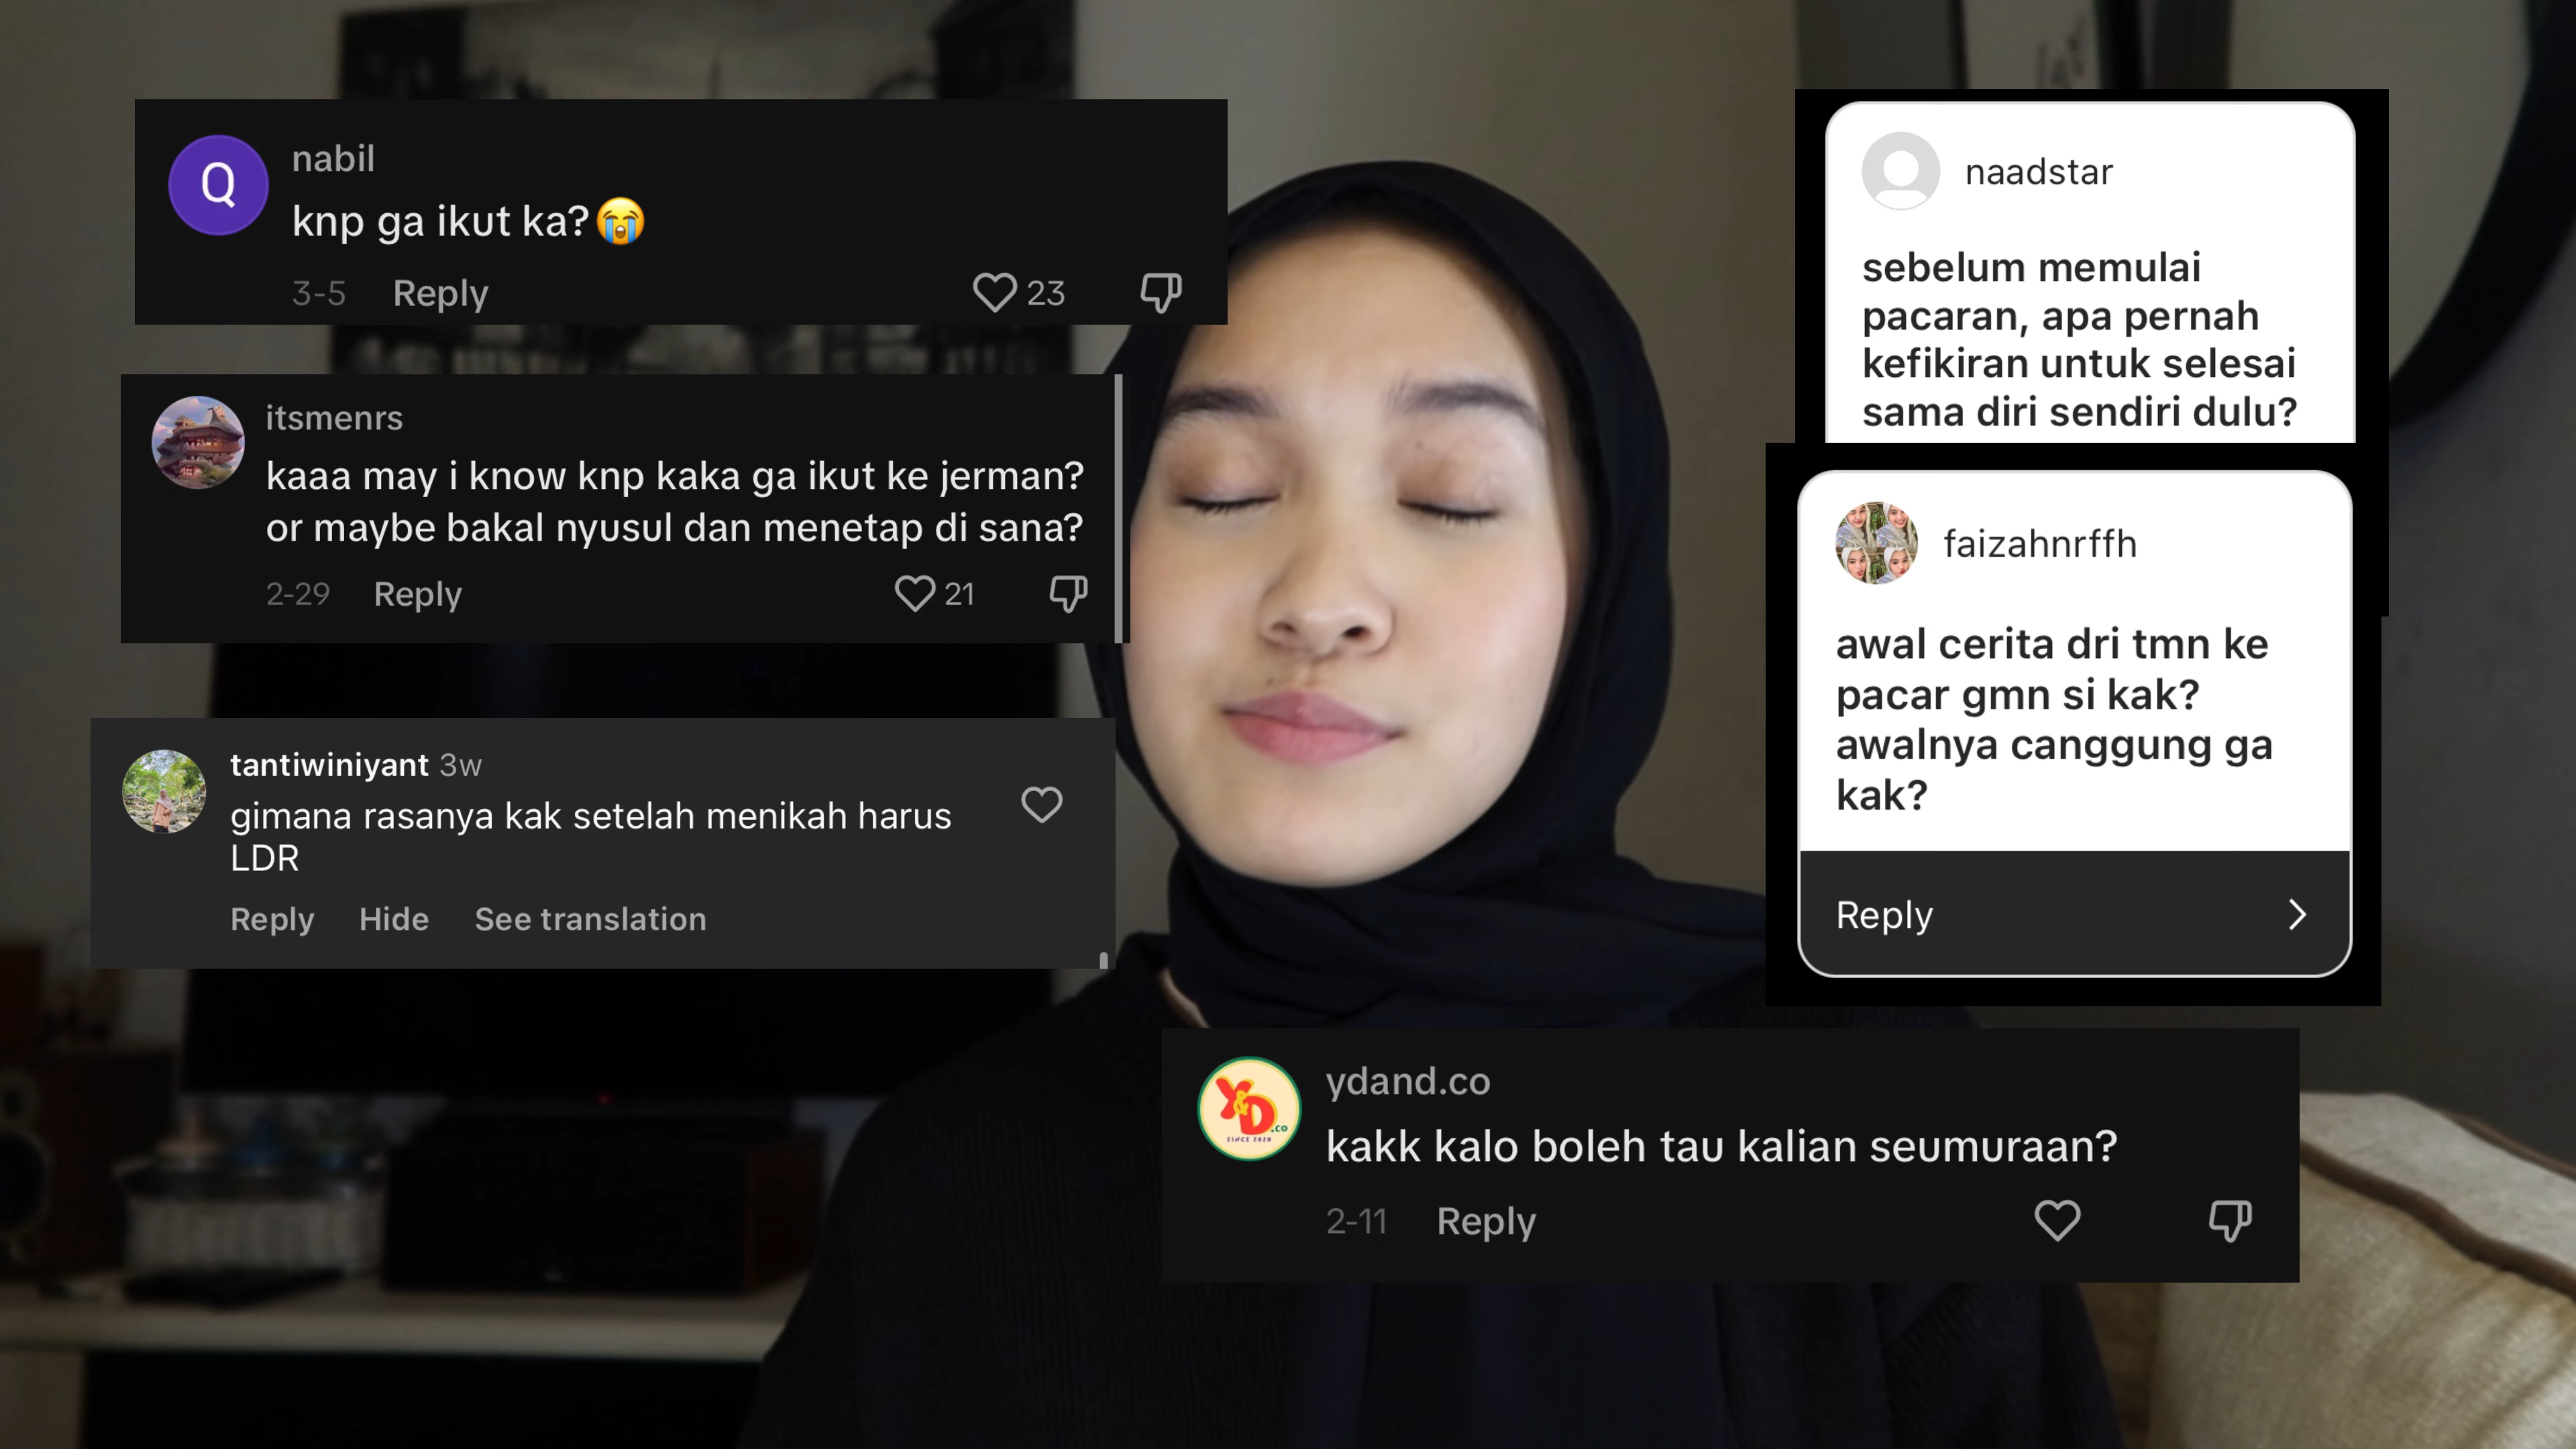 Q
nabil
knp ga ikut ka?😭
3-5 Reply 23
itsmenrs
kaaa may i know knp kaka ga ikut ke jerman?
or maybe bakal nyusul dan menetap di sana?
2-29 Reply 21
tantiwiniyant 3w
gimana rasanya kak setelah menikah harus
LDR
Reply Hide See translation
naadstar
sebelum memulai
pacaran, apa pernah
kefikiran untuk selesai
sama diri sendiri dulu?
faizahnrffh
awal cerita dri tmn ke
pacar gmn si kak?
awalnya canggung ga
kak?
Reply
Y&D.co
SINCE 2020
ydand.co
kakk kalo boleh tau kalian seumuraan?
2-11 Reply